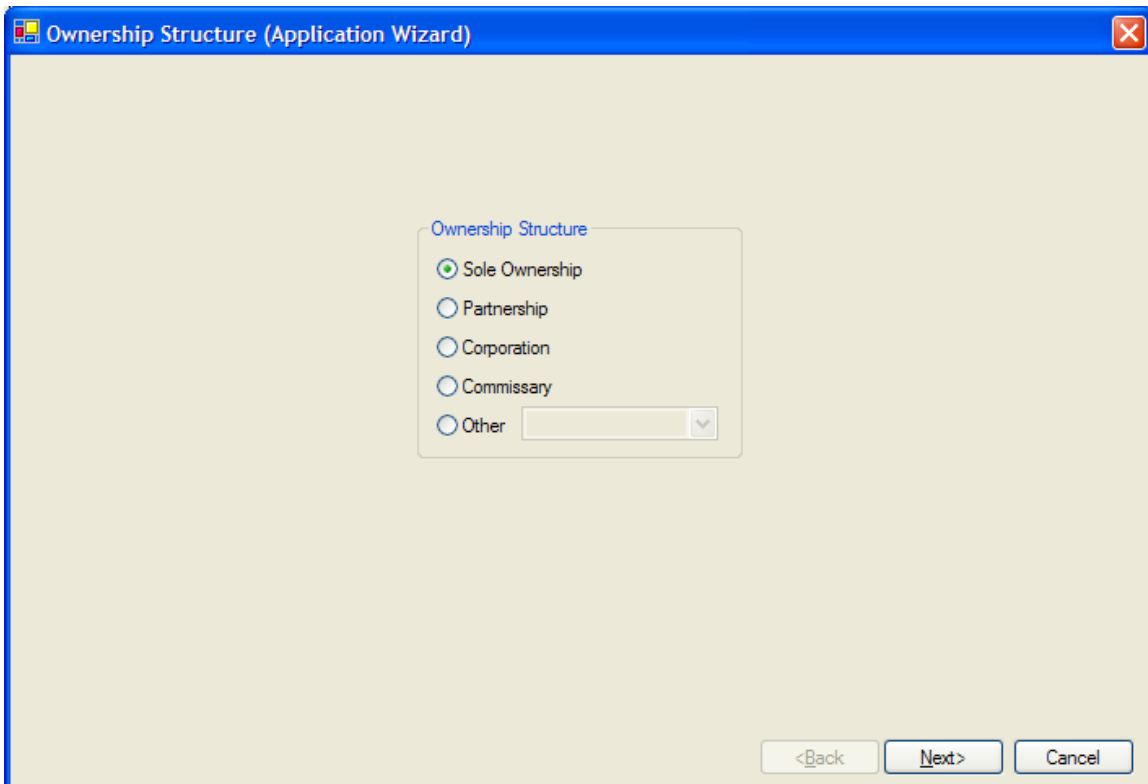 Ownership Structure (Application Wizard)
Ownership Structure
Sole Ownership
Partnership
Corporation
Commissary
Other
<Back Next> Cancel